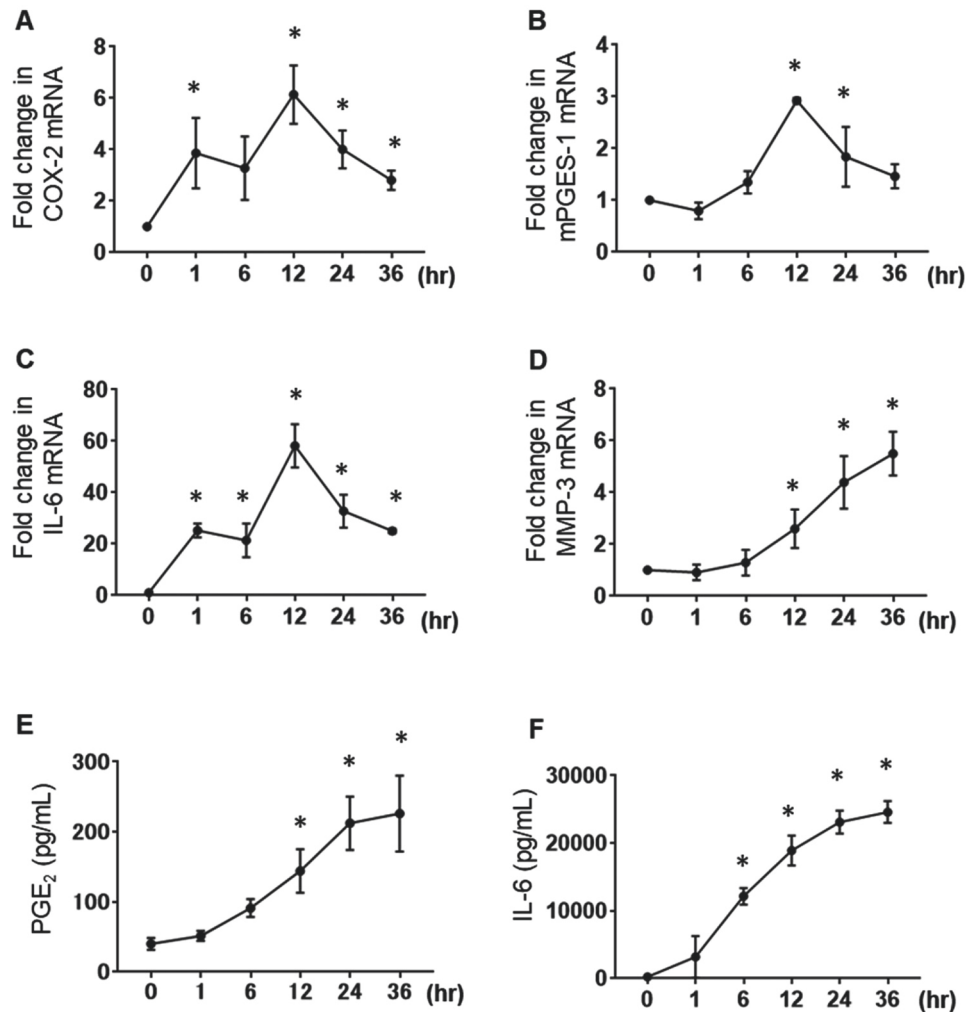 A
Fold change in
COX-2 mRNA
8
6
4
2
0
*
*
*
*
0 1 6 12 24 36 (hr)
B
Fold change in
mPGES-1 mRNA
4
3
2
1
0
*
*
0 1 6 12 24 36 (hr)
C
Fold change in
IL-6 mRNA
80
60
40
20
0
*
*
*
*
*
0 1 6 12 24 36 (hr)
D
Fold change in
MMP-3 mRNA
8
6
4
2
0
*
*
*
0 1 6 12 24 36 (hr)
E
PGE₂ (pg/mL)
300
200
100
0
*
*
*
0 1 6 12 24 36 (hr)
F
IL-6 (pg/mL)
30000
20000
10000
0
*
*
*
*
0 1 6 12 24 36 (hr)